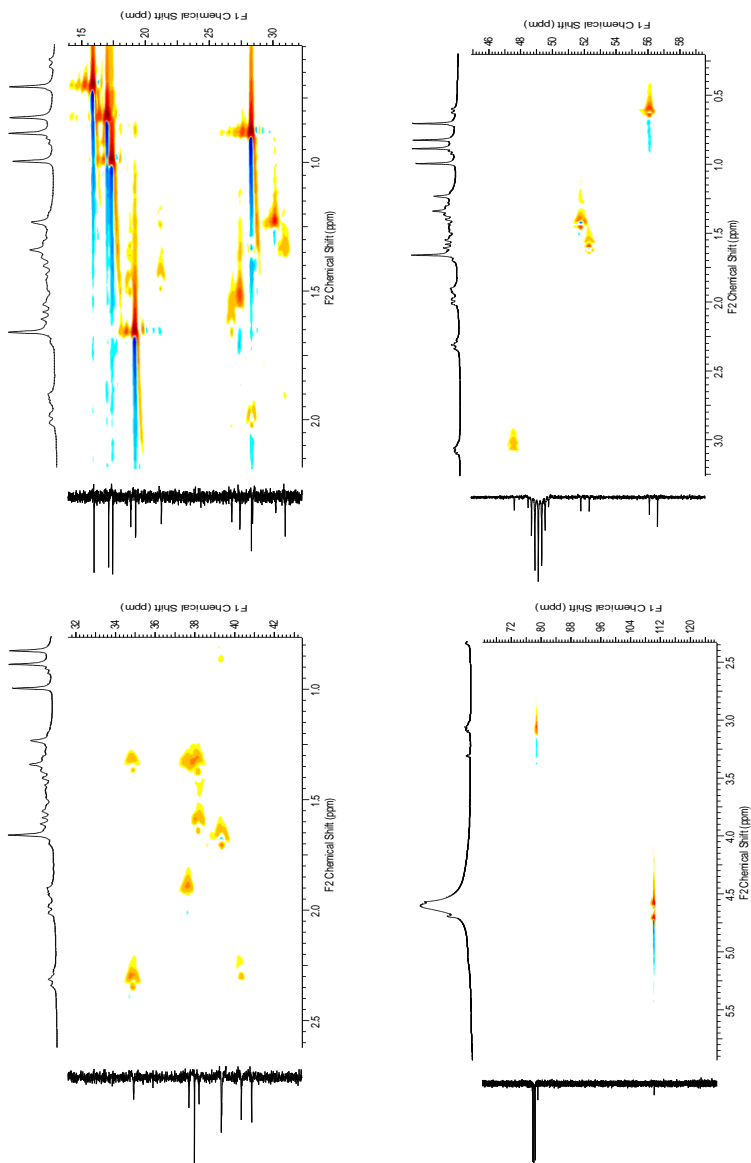 F1 Chemical Shift (ppm)
15 20 25 30
1.0 1.5 2.0
F2 Chemical Shift (ppm)
F1 Chemical Shift (ppm)
46 48 50 52 54 56 58
0.5 1.0 1.5 2.0 2.5 3.0
F2 Chemical Shift (ppm)
F1 Chemical Shift (ppm)
32 34 36 38 40 42
1.0 1.5 2.0 2.5
F2 Chemical Shift (ppm)
F1 Chemical Shift (ppm)
72 80 88 96 104 112 120
2.5 3.0 3.5 4.0 4.5 5.0 5.5
F2 Chemical Shift (ppm)